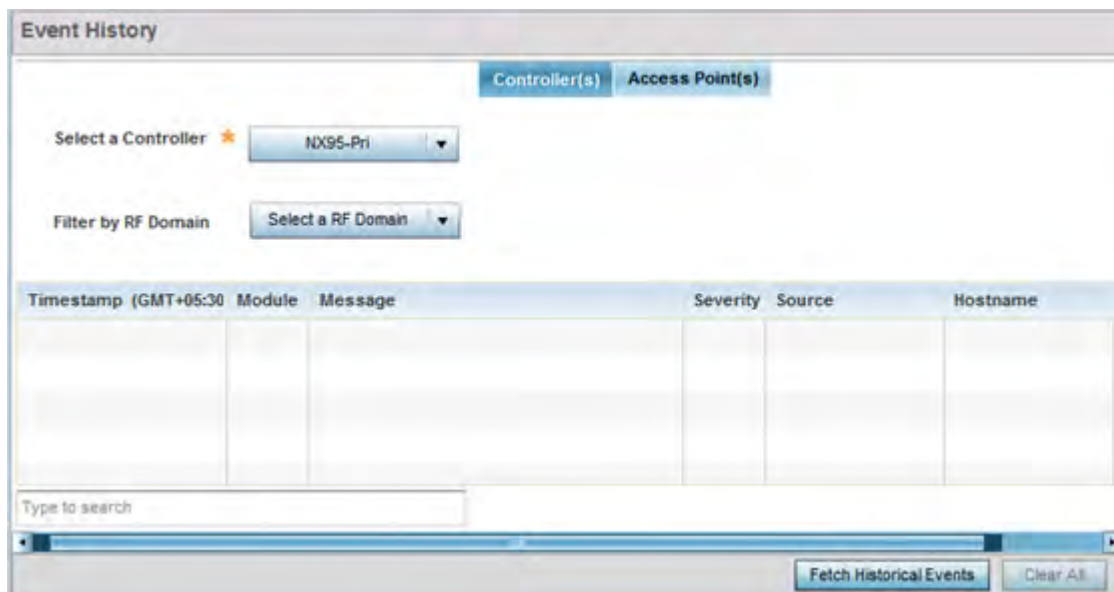 Event History
Controller(s) Access Point(s)
Select a Controller * NX95-Pri
Filter by RF Domain Select a RF Domain
Timestamp (GMT+05:30 Module Message Severity Source Hostname
Type to search
Fetch Historical Events Clear All